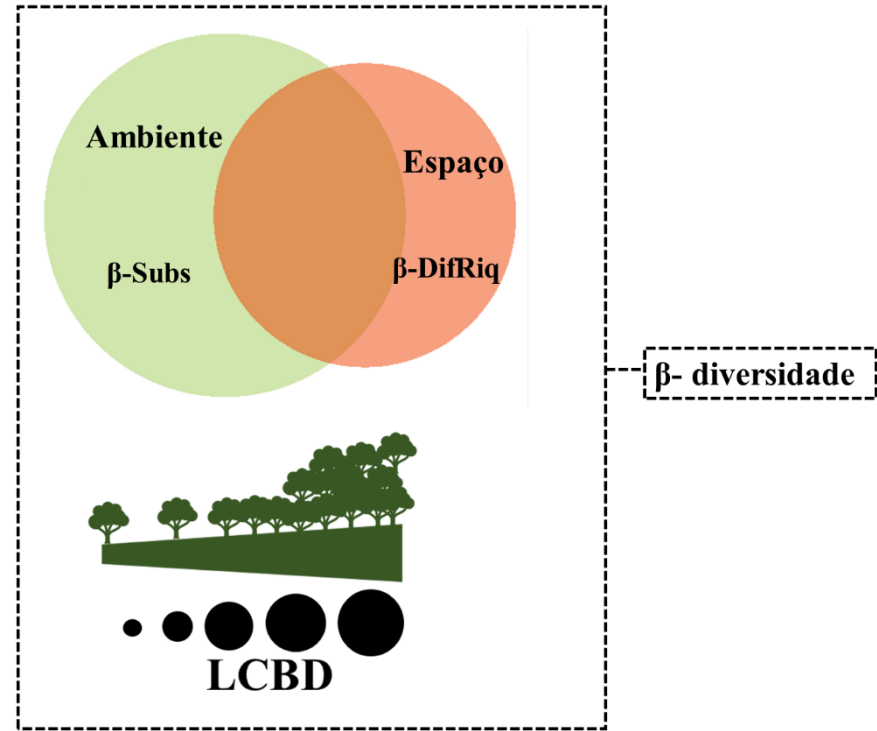 Ambiente
Espaço
β-Subs
β-DifRiq
β- diversidade
LCBD